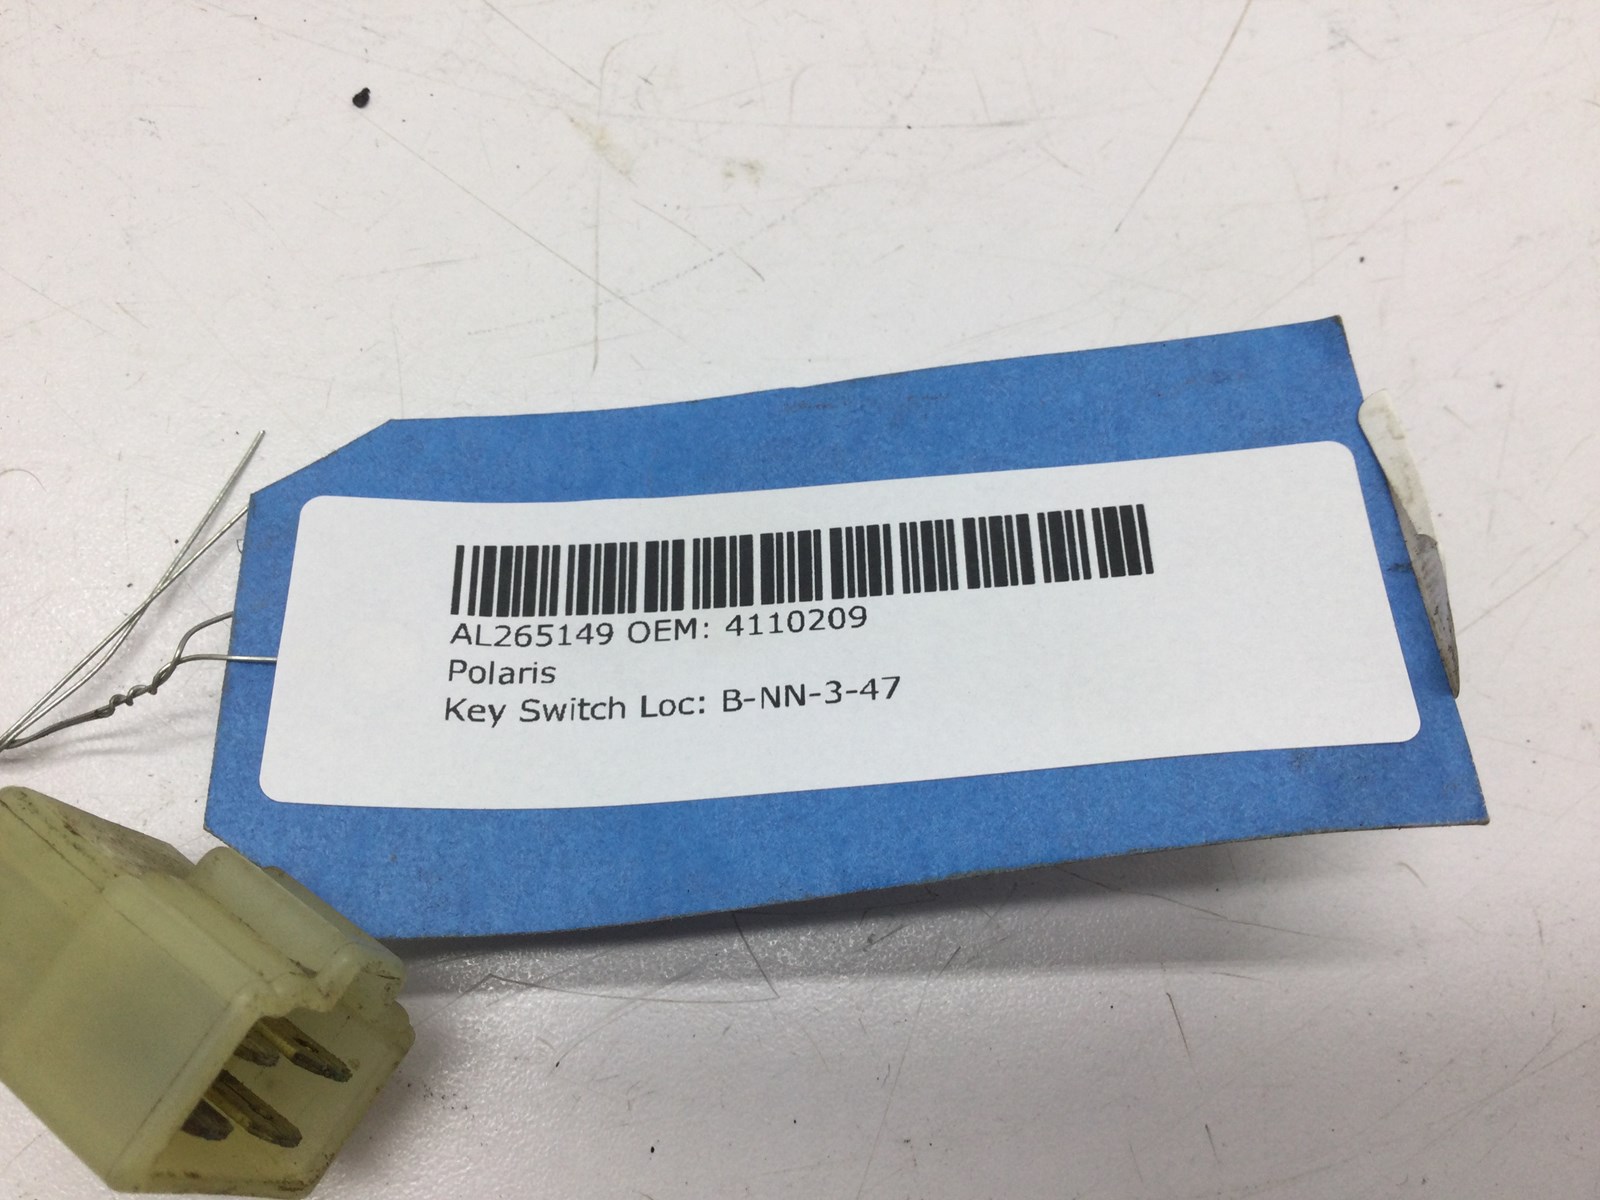 AL265149 OEM: 4110209
Polaris
Key Switch Loc: B-NN-3-47